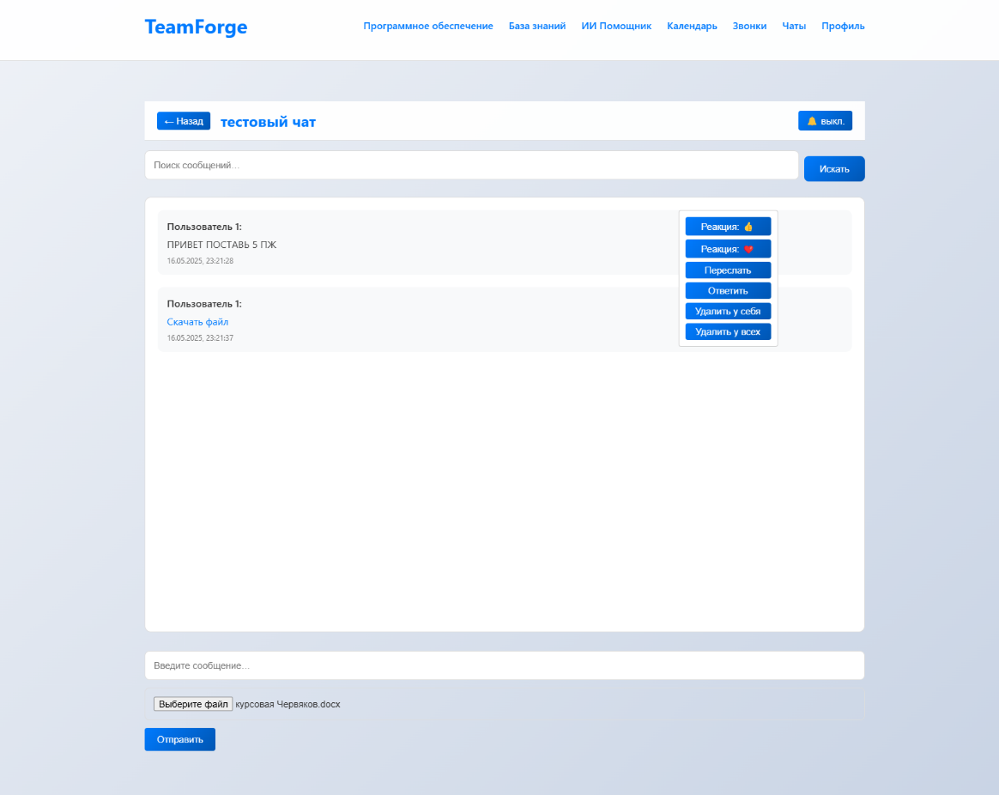 TeamForge
Программное обеспечение База знаний ИИ Помощник Календарь Звонки Чаты Профиль
← Назад тестовый чат 🔔 выкл.
Поиск сообщений... Искать
Пользователь 1:
ПРИВЕТ ПОСТАВЬ 5 ПЖ
16.05.2025, 23:21:28
Реакция: 👍
Реакция: ❤️
Переслать
Ответить
Удалить у себя
Удалить у всех
Пользователь 1:
Скачать файл
16.05.2025, 23:21:37
Введите сообщение...
Выберите файл курсовая Червяков.docx
Отправить